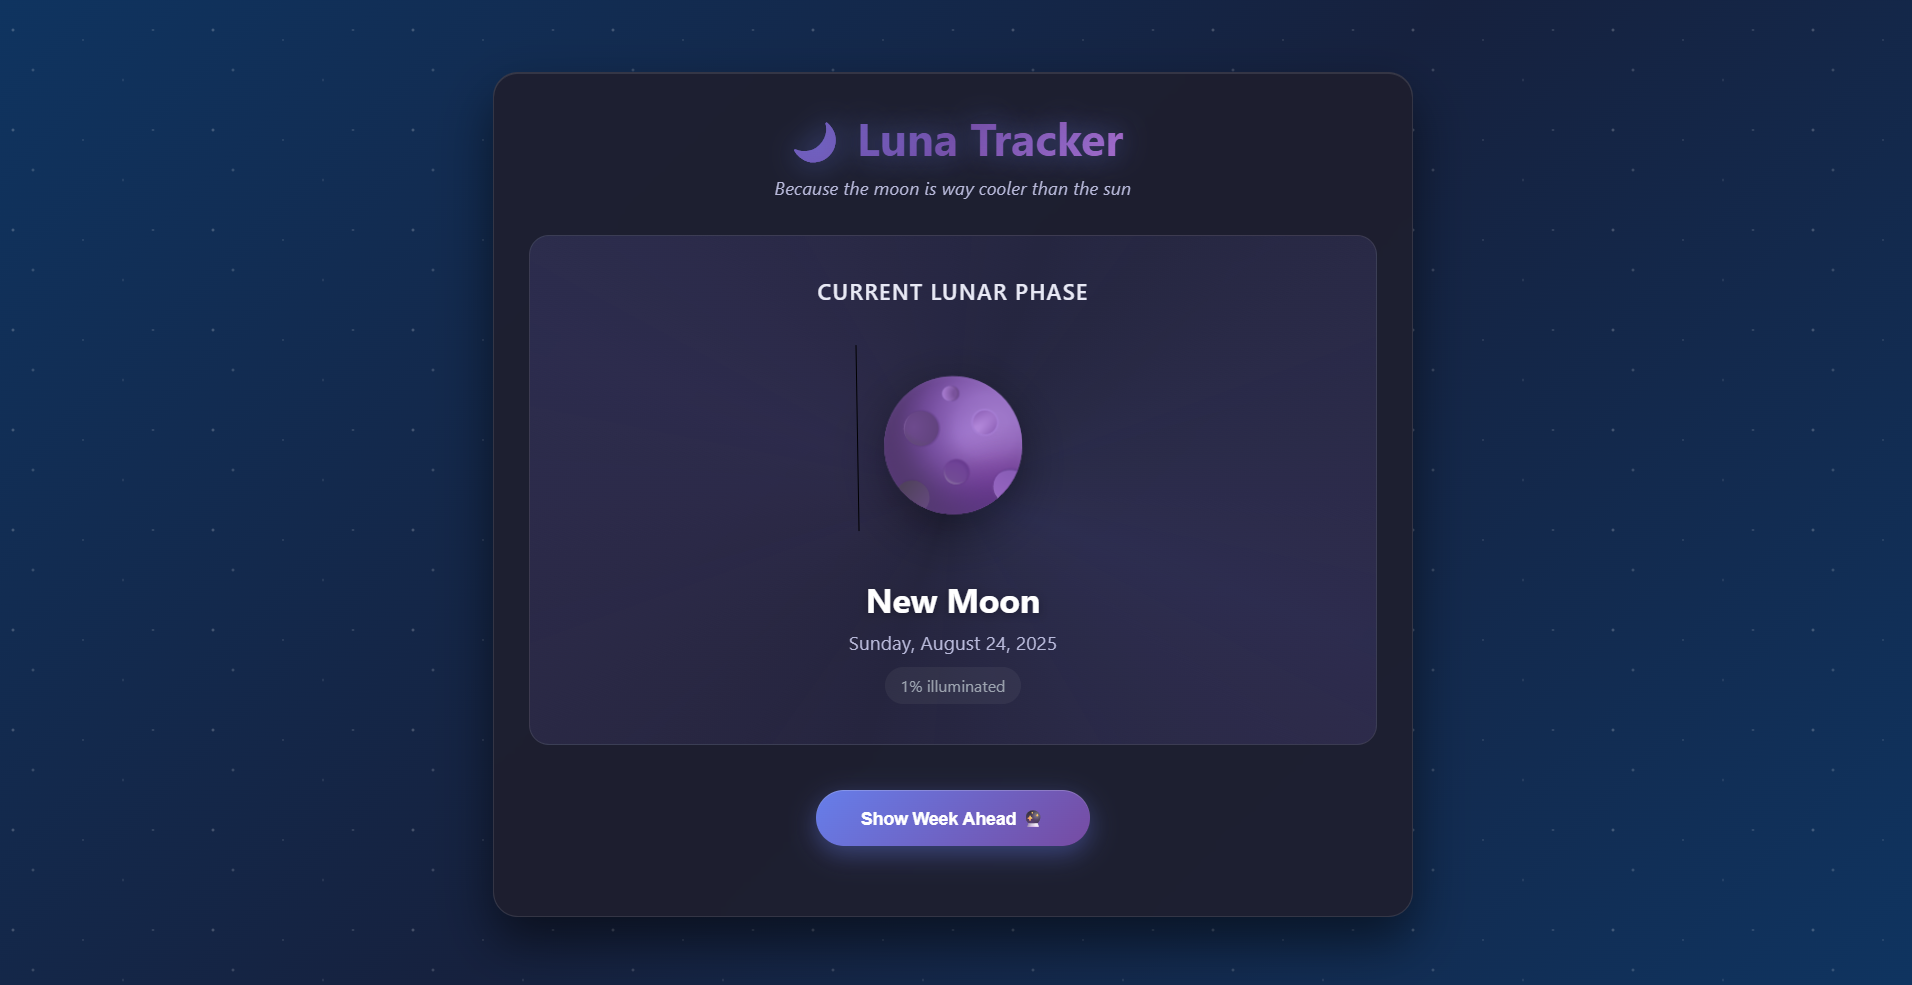 🌙 Luna Tracker
Because the moon is way cooler than the sun
CURRENT LUNAR PHASE
New Moon
Sunday, August 24, 2025
1% illuminated
Show Week Ahead 🔮